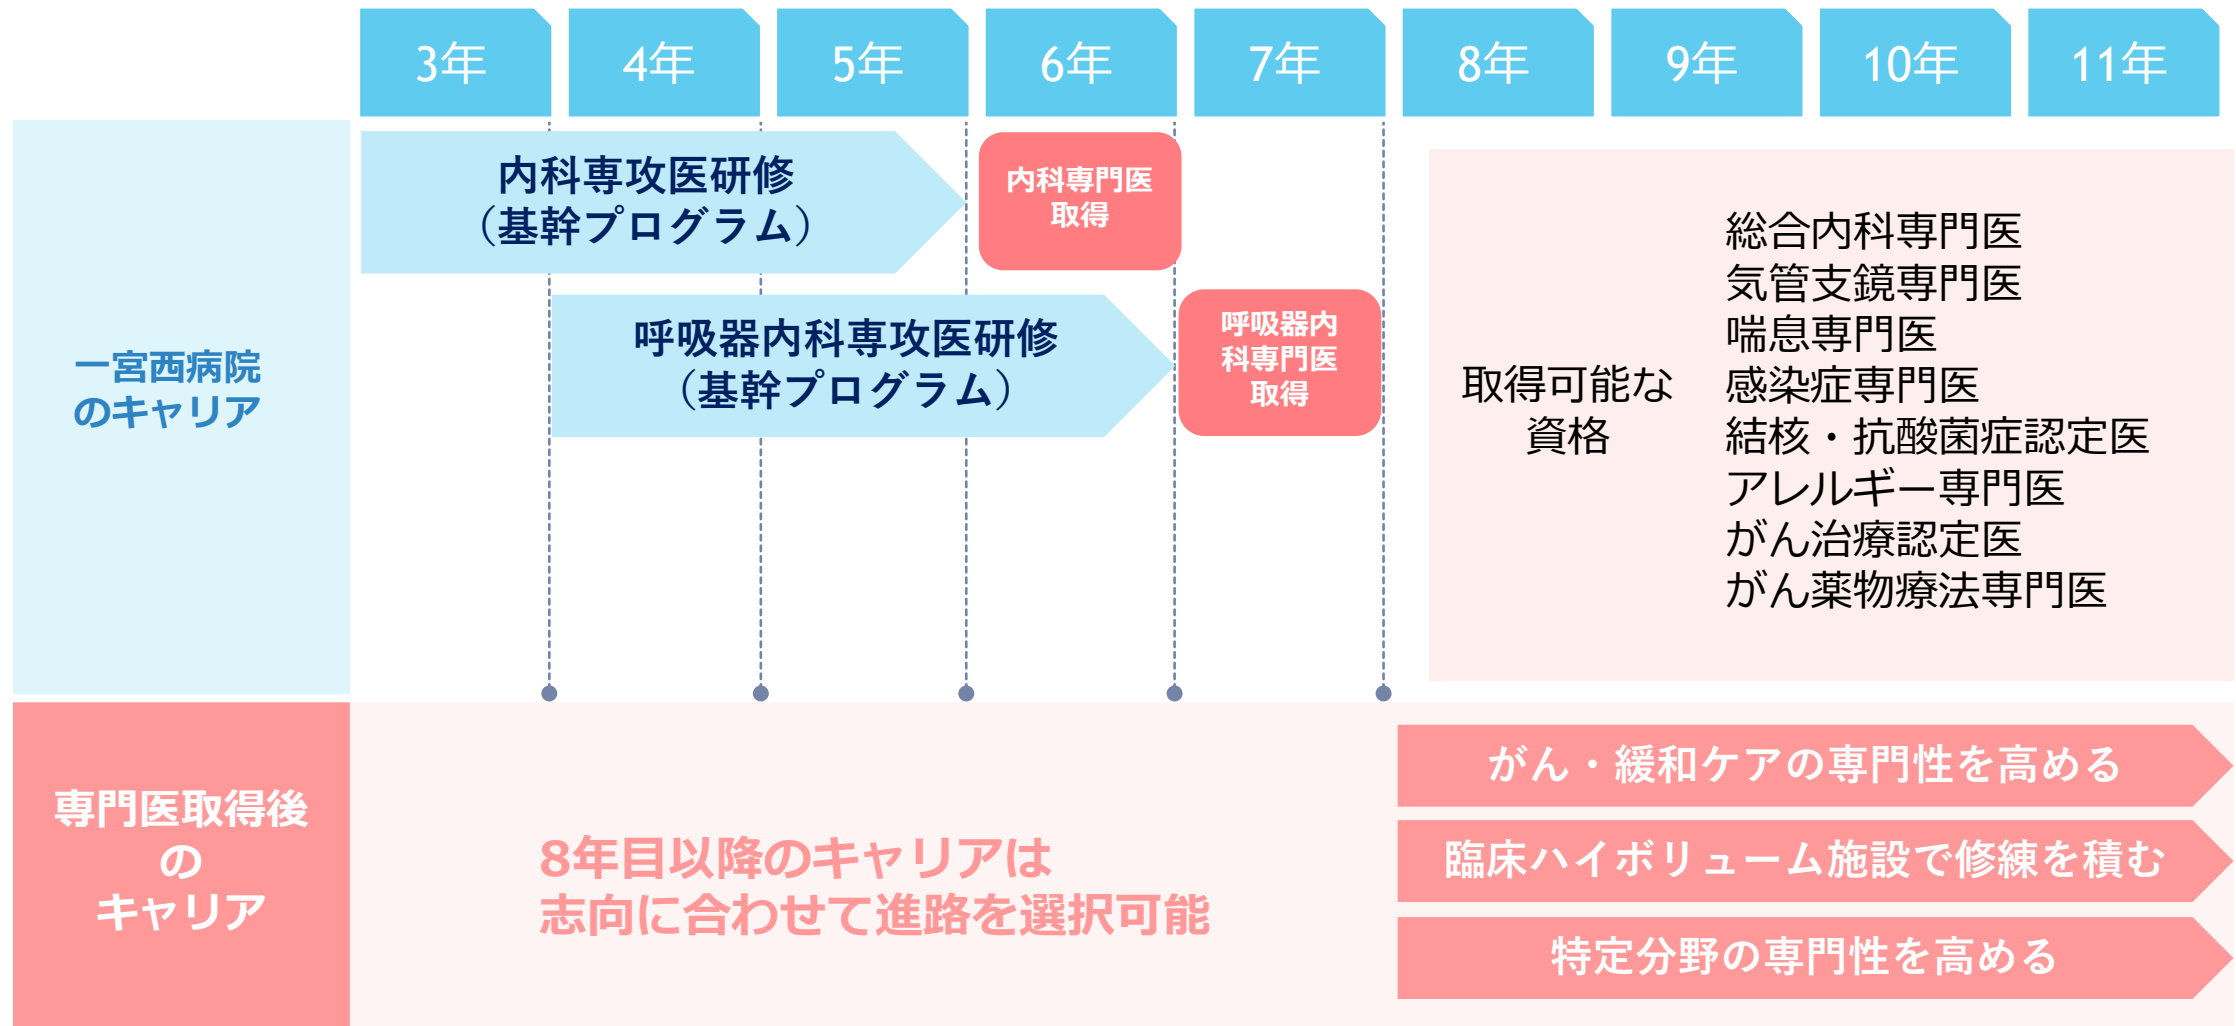 3年
4年
5年
6年
7年
8年
9年
10年
11年
一宮西病院
のキャリア
内科専攻医研修
（基幹プログラム）
内科専門医
取得
呼吸器内科専攻医研修
（基幹プログラム）
呼吸器内
科専門医
取得
取得可能な
資格
総合内科専門医
気管支鏡専門医
喘息専門医
感染症専門医
結核・抗酸菌症認定医
アレルギー専門医
がん治療認定医
がん薬物療法専門医
専門医取得後
の
キャリア
8年目以降のキャリアは
志向に合わせて進路を選択可能
がん・緩和ケアの専門性を高める
臨床ハイボリューム施設で修練を積む
特定分野の専門性を高める